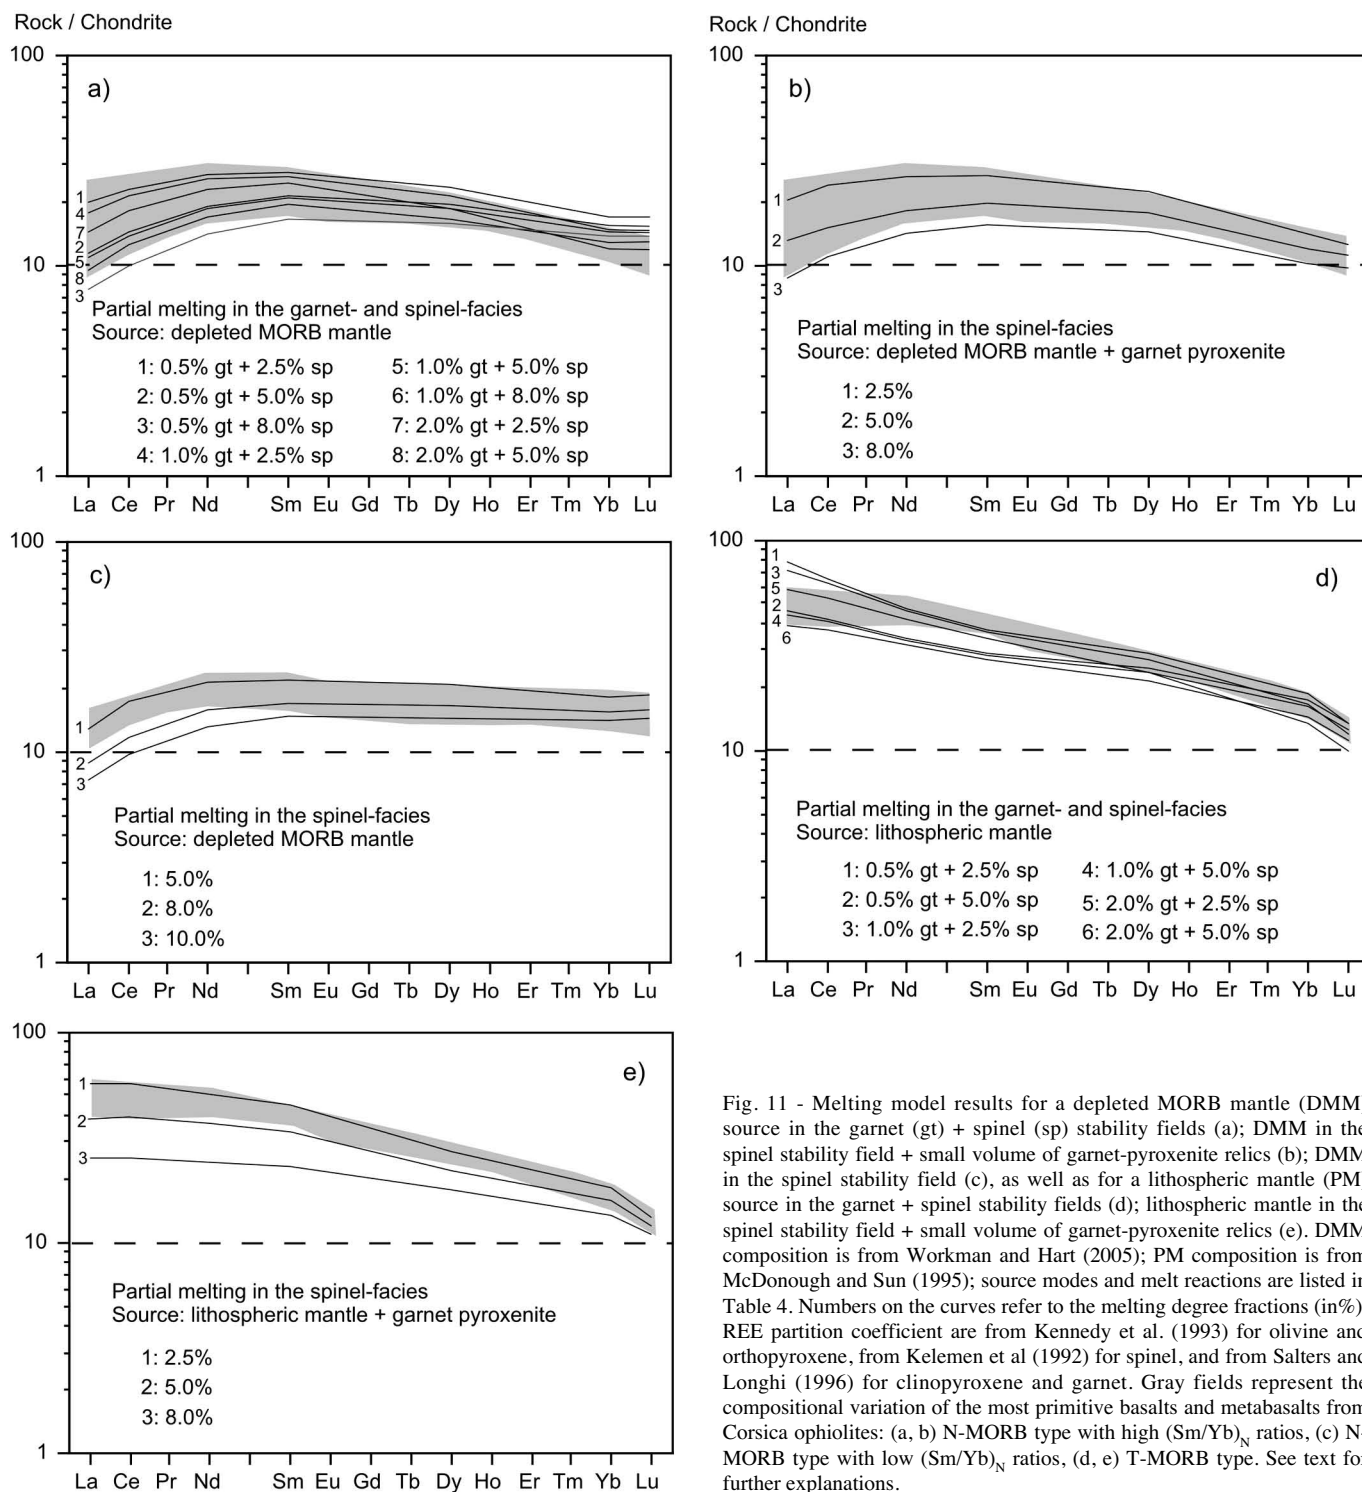 Rock / Chondrite
100
a)
10
1
4
7
2
5
8
3
Partial melting in the garnet- and spinel-facies
Source: depleted MORB mantle
1: 0.5% gt + 2.5% sp 5: 1.0% gt + 5.0% sp
2: 0.5% gt + 5.0% sp 6: 1.0% gt + 8.0% sp
3: 0.5% gt + 8.0% sp 7: 2.0% gt + 2.5% sp
4: 1.0% gt + 2.5% sp 8: 2.0% gt + 5.0% sp
1
La Ce Pr Nd Sm Eu Gd Tb Dy Ho Er Tm Yb Lu
Rock / Chondrite
100
b)
1
2
10
3
Partial melting in the spinel-facies
Source: depleted MORB mantle + garnet pyroxenite
1: 2.5%
2: 5.0%
3: 8.0%
1
La Ce Pr Nd Sm Eu Gd Tb Dy Ho Er Tm Yb Lu
100
c)
1
10
2
3
Partial melting in the spinel-facies
Source: depleted MORB mantle
1: 5.0%
2: 8.0%
3: 10.0%
1
La Ce Pr Nd Sm Eu Gd Tb Dy Ho Er Tm Yb Lu
100
d)
1
3
5
2
4
6
10
Partial melting in the garnet- and spinel-facies
Source: lithospheric mantle
1: 0.5% gt + 2.5% sp 4: 1.0% gt + 5.0% sp
2: 0.5% gt + 5.0% sp 5: 2.0% gt + 2.5% sp
3: 1.0% gt + 2.5% sp 6: 2.0% gt + 5.0% sp
1
La Ce Pr Nd Sm Eu Gd Tb Dy Ho Er Tm Yb Lu
100
e)
1
2
3
10
Partial melting in the spinel-facies
Source: lithospheric mantle + garnet pyroxenite
1: 2.5%
2: 5.0%
3: 8.0%
1
La Ce Pr Nd Sm Eu Gd Tb Dy Ho Er Tm Yb Lu
Fig. 11 - Melting model results for a depleted MORB mantle (DMM)
source in the garnet (gt) + spinel (sp) stability fields (a); DMM in the
spinel stability field + small volume of garnet-pyroxenite relics (b); DMM
in the spinel stability field (c), as well as for a lithospheric mantle (PM)
source in the garnet + spinel stability fields (d); lithospheric mantle in the
spinel stability field + small volume of garnet-pyroxenite relics (e). DMM
composition is from Workman and Hart (2005); PM composition is from
McDonough and Sun (1995); source modes and melt reactions are listed in
Table 4. Numbers on the curves refer to the melting degree fractions (in%)
REE partition coefficient are from Kennedy et al. (1993) for olivine and
orthopyroxene, from Kelemen et al (1992) for spinel, and from Salters and
Longhi (1996) for clinopyroxene and garnet. Gray fields represent the
compositional variation of the most primitive basalts and metabasalts from
Corsica ophiolites: (a, b) N-MORB type with high (Sm/Yb)N ratios, (c) N-
MORB type with low (Sm/Yb)N ratios, (d, e) T-MORB type. See text for
further explanations.